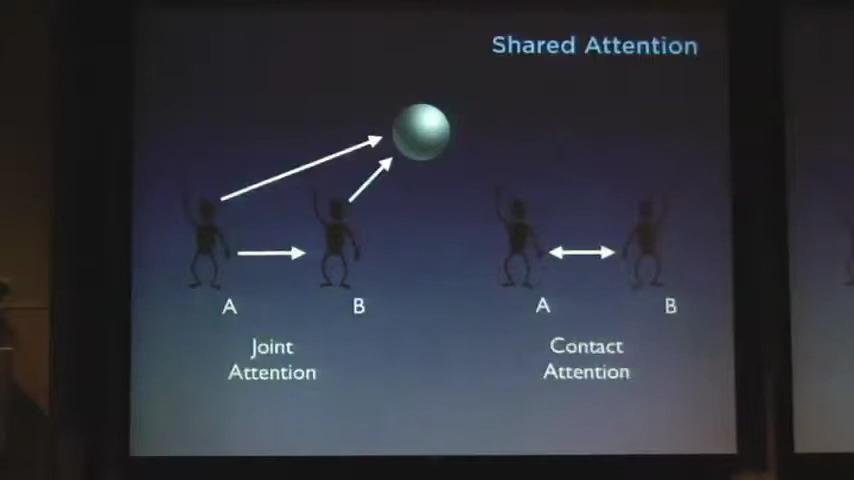 Shared Attention
A
B
A
B
Joint
Attention
Contact
Attention